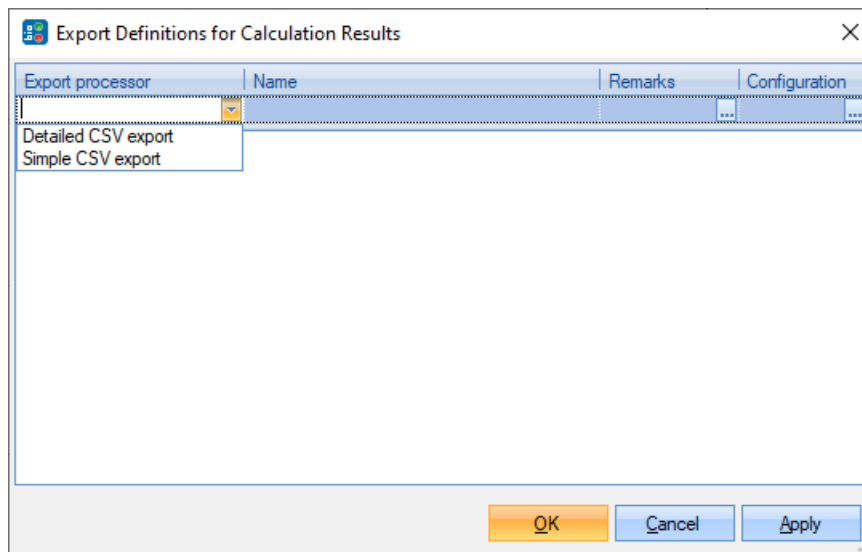 Export Definitions for Calculation Results
Export processor Name Remarks Configuration
... ...
Detailed CSV export
Simple CSV export
OK Cancel Apply